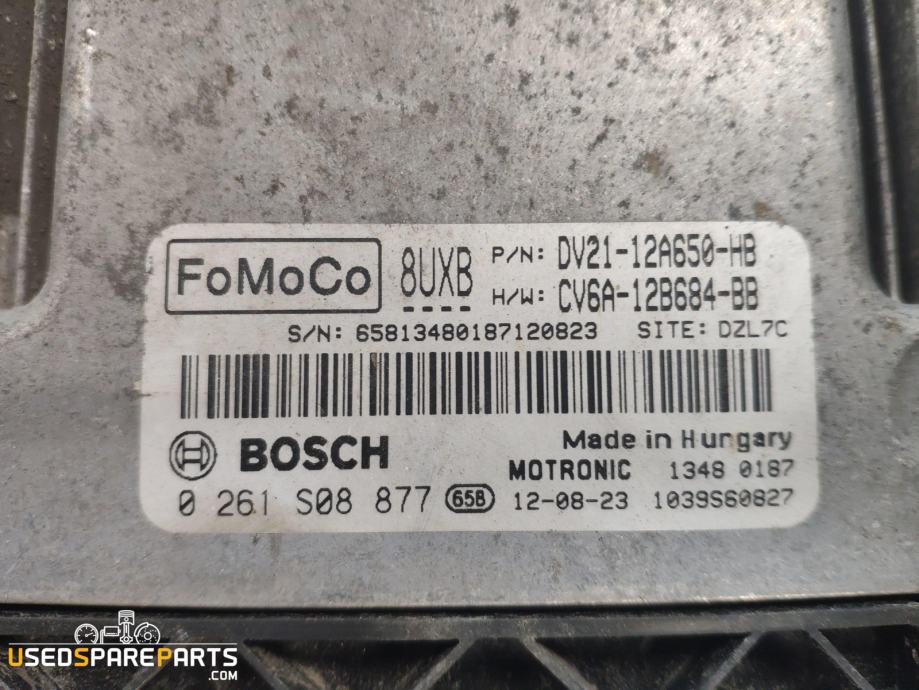 FoMoCo 8UXB P/N: DV21-12A650-HB
H/W: CV6A-12B684-BB
S/N: 65813480187120823 SITE: DZL7C
BOSCH Made in Hungary
MOTRONIC 1348 0187
0 261 S08 877 65B 12-08-23 1039S60827
USEDSPAREPARTS
.COM